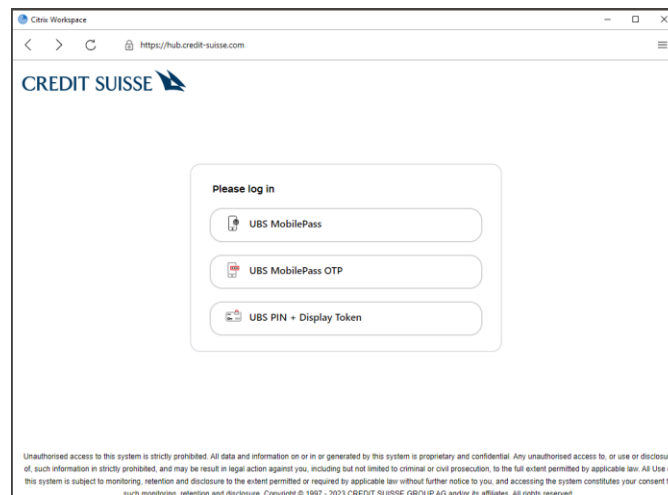 Citrix Workspace
https://hub.credit-suisse.com
CREDIT SUISSE
Please log in
UBS MobilePass
UBS MobilePass OTP
UBS PIN + Display Token
Unauthorised access to this system is strictly prohibited. All data and information on or in or generated by this system is proprietary and confidential. Any unauthorised access to, or use or disclosu
of, such information in strictly prohibited, and may be result in legal action against you, including but not limited to criminal or civil prosecution, to the full extent permitted by applicable law. All Use
this system is subject to monitoring, retention and disclosure to the extent permitted or required by applicable law without further notice to you, and accessing the system constitutes your consent
such monitoring, retention and disclosure. Copyright © 1997 - 2023 CREDIT SUISSE GROUP AG and/or its affiliates. All rights reserved.